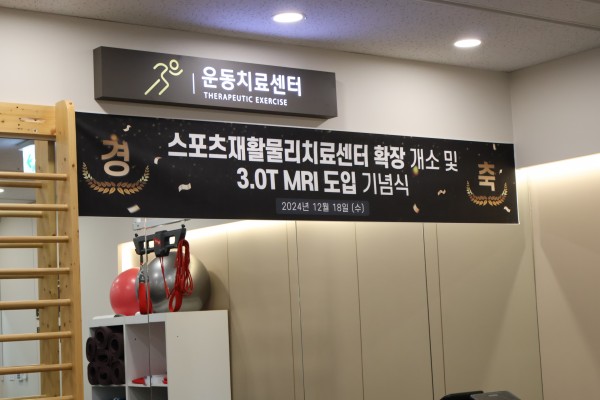 운동치료센터
THERAPEUTIC EXERCISE
경
스포츠재활물리치료센터 확장 개소 및
3.0T MRI 도입 기념식
축
2024년 12월 18일 (수)